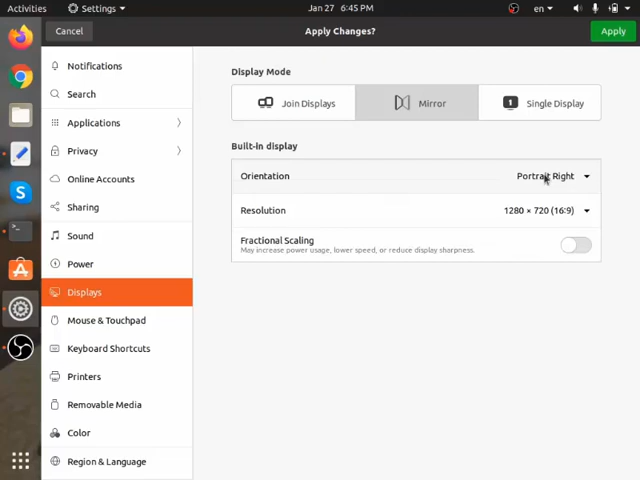 Activities Settings Jan 27 6:45 PM en
Cancel Apply Changes? Apply
Notifications
Search
Applications
Privacy
Online Accounts
Sharing
Sound
Power
Displays
Mouse & Touchpad
Keyboard Shortcuts
Printers
Removable Media
Color
Region & Language
Display Mode
Join Displays Mirror 1 Single Display
Built-in display
Orientation Portrait Right
Resolution 1280 × 720 (16:9)
Fractional Scaling
May increase power usage, lower speed, or reduce display sharpness.